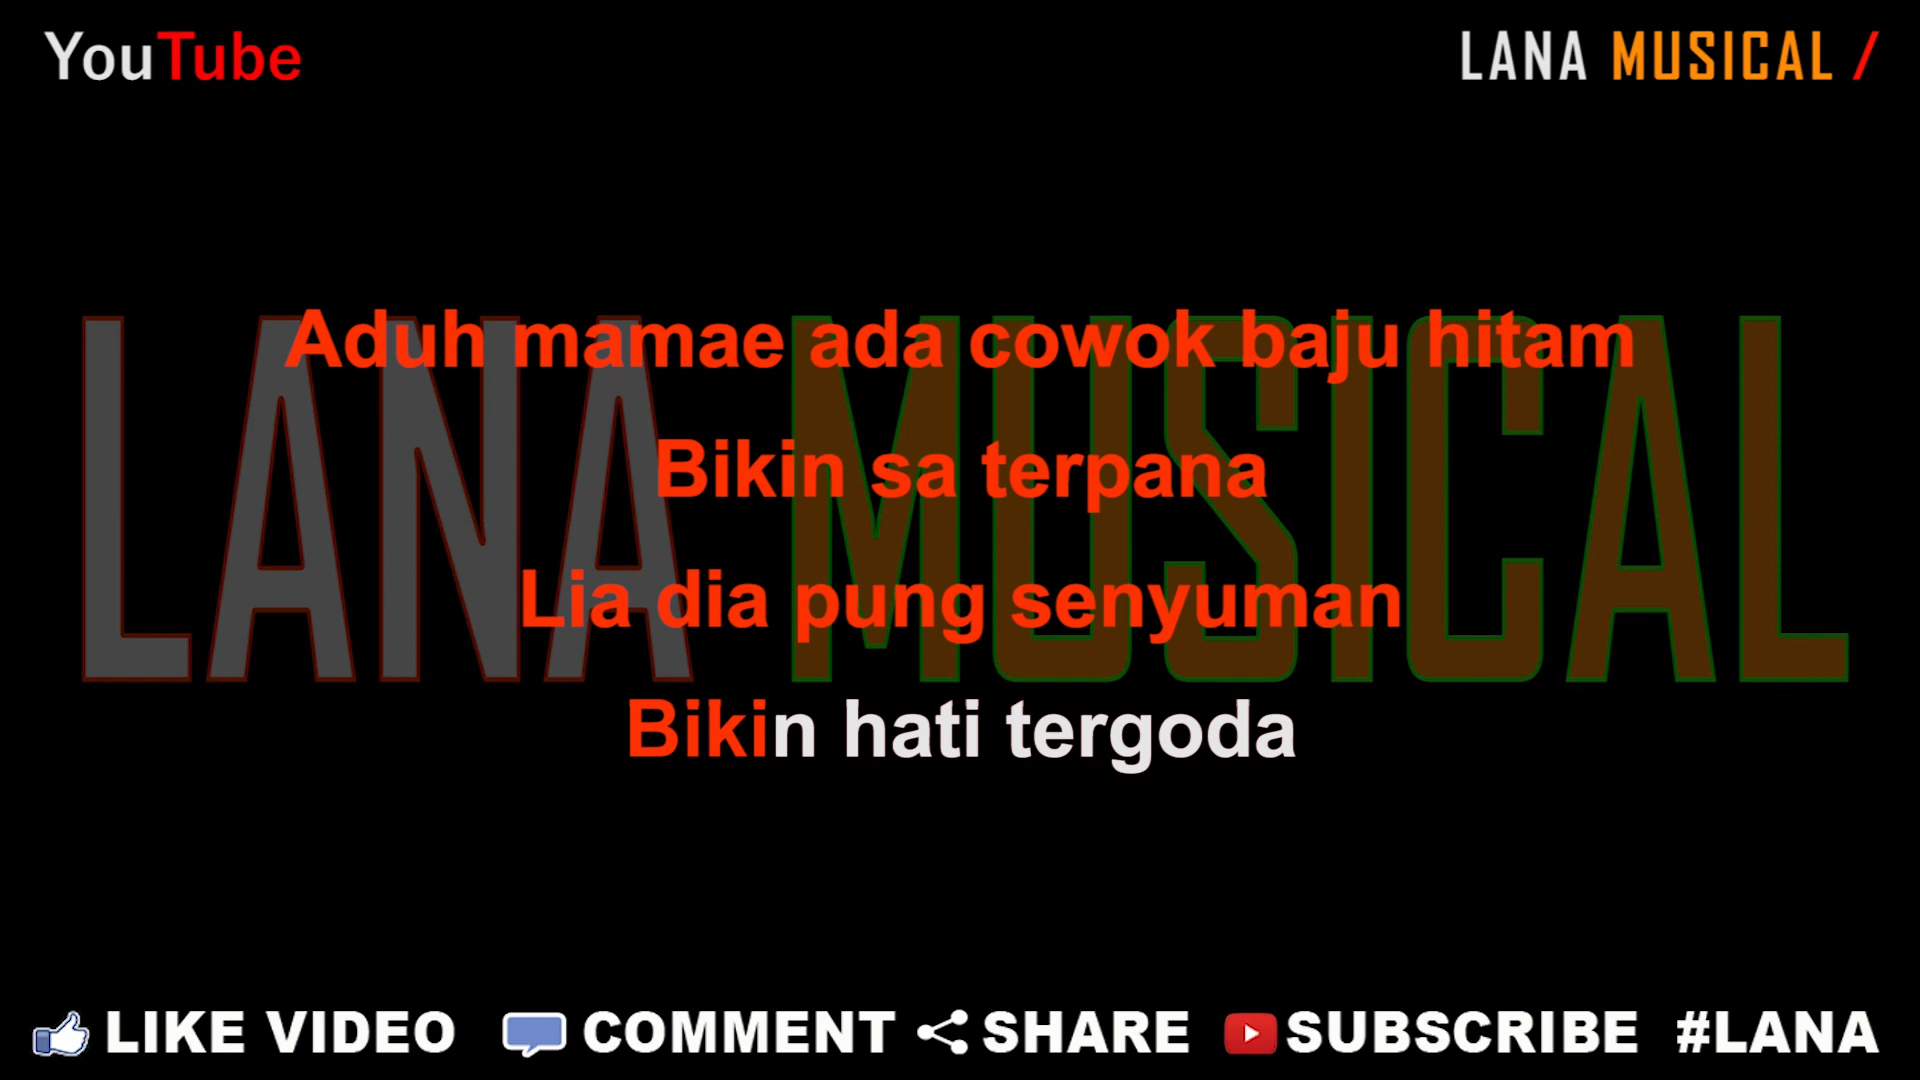 YouTube
LANA MUSICAL /
LANA MUSICAL
Aduh mamae ada cowok baju hitam
Bikin sa terpana
Lia dia pung senyuman
Bikin hati tergoda
LIKE VIDEO COMMENT SHARE SUBSCRIBE #LANA